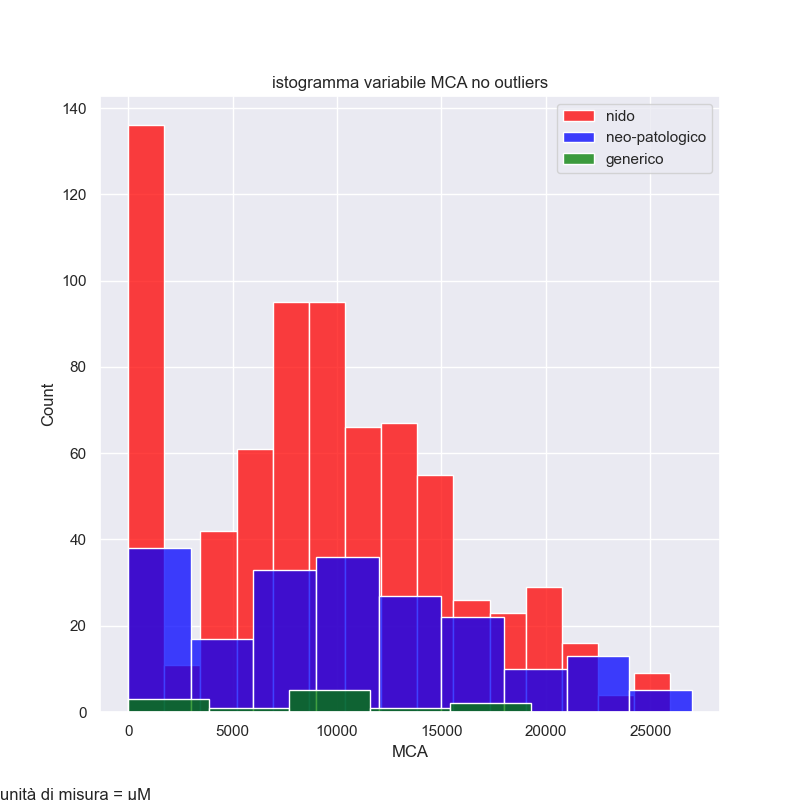 istogramma variabile MCA no outliers
nido
neo-patologico
generico
140
120
100
80
60
40
20
0
Count
0 5000 10000 15000 20000 25000
MCA
unità di misura = μM